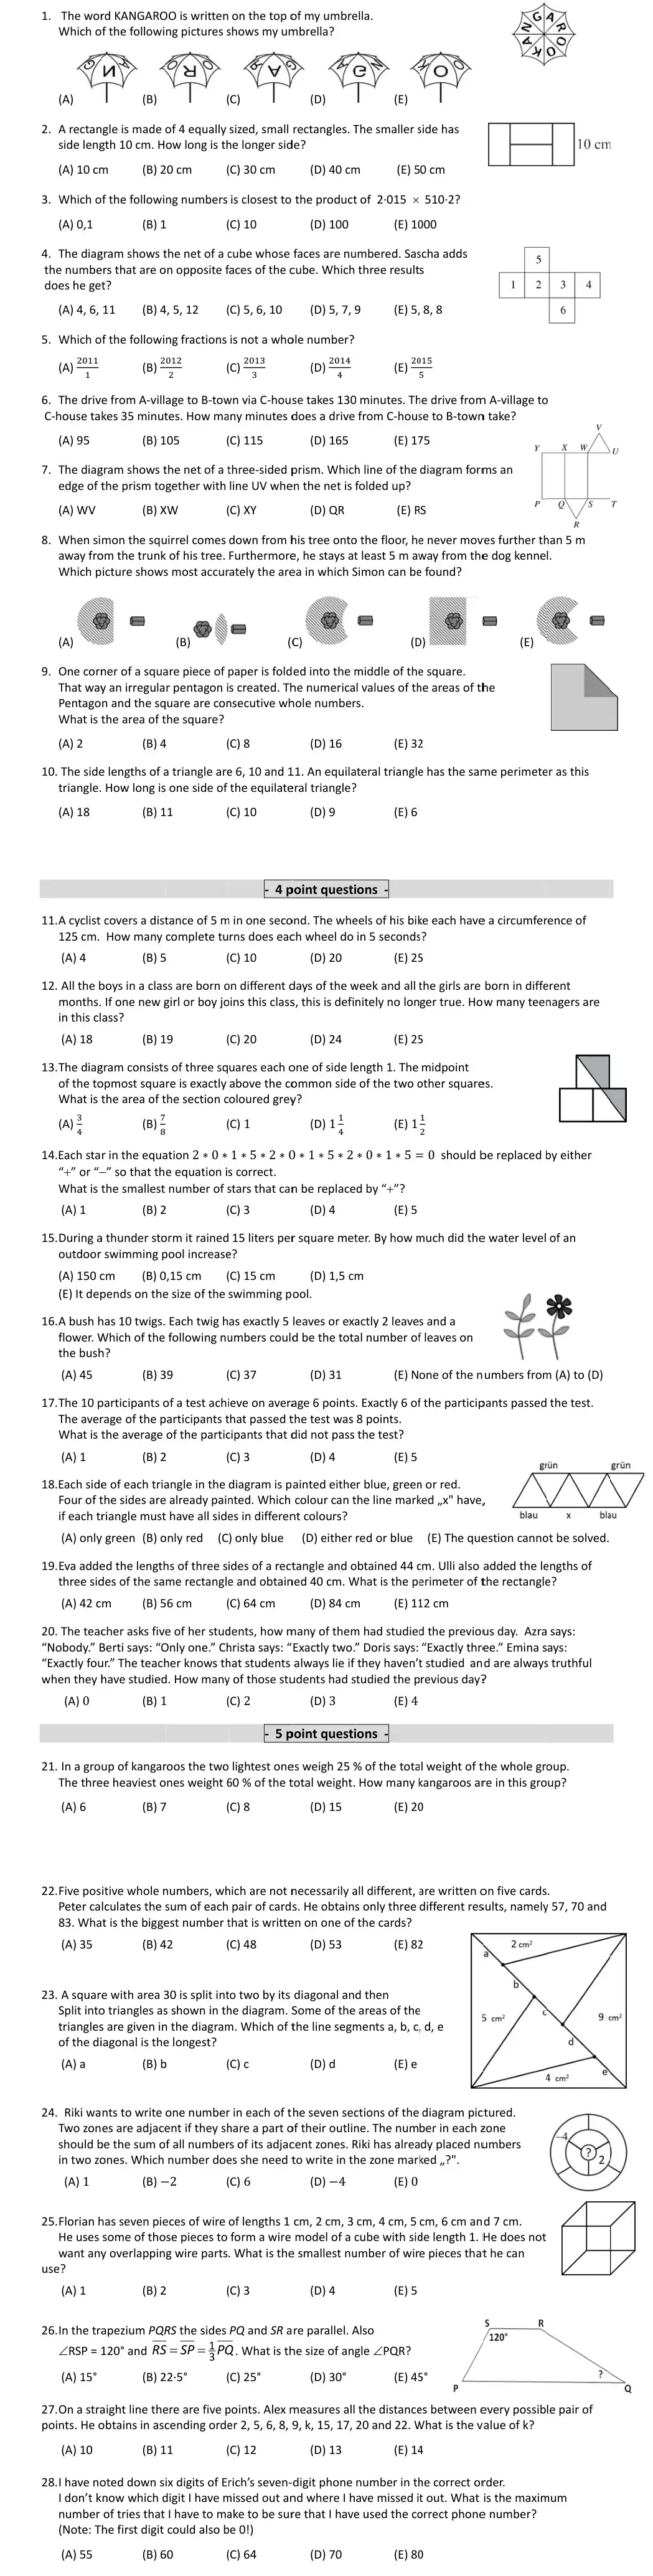 1. The word KANGAROO is written on the top of my umbrella.
Which of the following pictures shows my umbrella?
KANGAROO
(A) (B) (C) (D) (E)
2. A rectangle is made of 4 equally sized, small rectangles. The smaller side has
side length 10 cm. How long is the longer side?
10 cm
(A) 10 cm (B) 20 cm (C) 30 cm (D) 40 cm (E) 50 cm
3. Which of the following numbers is closest to the product of 2·015 × 510·2?
(A) 0,1 (B) 1 (C) 10 (D) 100 (E) 1000
4. The diagram shows the net of a cube whose faces are numbered. Sascha adds
the numbers that are on opposite faces of the cube. Which three results
does he get?
5
1 2 3 4
6
(A) 4, 6, 11 (B) 4, 5, 12 (C) 5, 6, 10 (D) 5, 7, 9 (E) 5, 8, 8
5. Which of the following fractions is not a whole number?
(A) 2011/1 (B) 2012/2 (C) 2013/3 (D) 2014/4 (E) 2015/5
6. The drive from A-village to B-town via C-house takes 130 minutes. The drive from A-village to
C-house takes 35 minutes. How many minutes does a drive from C-house to B-town take?
(A) 95 (B) 105 (C) 115 (D) 165 (E) 175
7. The diagram shows the net of a three-sided prism. Which line of the diagram forms an
edge of the prism together with line UV when the net is folded up?
V
Y X W U
P Q S T
R
(A) WV (B) XW (C) XY (D) QR (E) RS
8. When simon the squirrel comes down from his tree onto the floor, he never moves further than 5 m
away from the trunk of his tree. Furthermore, he stays at least 5 m away from the dog kennel.
Which picture shows most accurately the area in which Simon can be found?
(A) (B) (C) (D) (E)
9. One corner of a square piece of paper is folded into the middle of the square.
That way an irregular pentagon is created. The numerical values of the areas of the
Pentagon and the square are consecutive whole numbers.
What is the area of the square?
(A) 2 (B) 4 (C) 8 (D) 16 (E) 32
10. The side lengths of a triangle are 6, 10 and 11. An equilateral triangle has the same perimeter as this
triangle. How long is one side of the equilateral triangle?
(A) 18 (B) 11 (C) 10 (D) 9 (E) 6
- 4 point questions -
11.A cyclist covers a distance of 5 m in one second. The wheels of his bike each have a circumference of
125 cm. How many complete turns does each wheel do in 5 seconds?
(A) 4 (B) 5 (C) 10 (D) 20 (E) 25
12. All the boys in a class are born on different days of the week and all the girls are born in different
months. If one new girl or boy joins this class, this is definitely no longer true. How many teenagers are
in this class?
(A) 18 (B) 19 (C) 20 (D) 24 (E) 25
13.The diagram consists of three squares each one of side length 1. The midpoint
of the topmost square is exactly above the common side of the two other squares.
What is the area of the section coloured grey?
(A) 3/4 (B) 7/8 (C) 1 (D) 1 1/4 (E) 1 1/2
14.Each star in the equation 2 ∗ 0 ∗ 1 ∗ 5 ∗ 2 ∗ 0 ∗ 1 ∗ 5 ∗ 2 ∗ 0 ∗ 1 ∗ 5 = 0 should be replaced by either
“+” or “−” so that the equation is correct.
What is the smallest number of stars that can be replaced by “+”?
(A) 1 (B) 2 (C) 3 (D) 4 (E) 5
15.During a thunder storm it rained 15 liters per square meter. By how much did the water level of an
outdoor swimming pool increase?
(A) 150 cm (B) 0,15 cm (C) 15 cm (D) 1,5 cm
(E) It depends on the size of the swimming pool.
16.A bush has 10 twigs. Each twig has exactly 5 leaves or exactly 2 leaves and a
flower. Which of the following numbers could be the total number of leaves on
the bush?
(A) 45 (B) 39 (C) 37 (D) 31 (E) None of the numbers from (A) to (D)
17.The 10 participants of a test achieve on average 6 points. Exactly 6 of the participants passed the test.
The average of the participants that passed the test was 8 points.
What is the average of the participants that did not pass the test?
(A) 1 (B) 2 (C) 3 (D) 4 (E) 5
18.Each side of each triangle in the diagram is painted either blue, green or red.
Four of the sides are already painted. Which colour can the line marked „x" have,
if each triangle must have all sides in different colours?
grün grün
blau x blau
(A) only green (B) only red (C) only blue (D) either red or blue (E) The question cannot be solved.
19.Eva added the lengths of three sides of a rectangle and obtained 44 cm. Ulli also added the lengths of
three sides of the same rectangle and obtained 40 cm. What is the perimeter of the rectangle?
(A) 42 cm (B) 56 cm (C) 64 cm (D) 84 cm (E) 112 cm
20. The teacher asks five of her students, how many of them had studied the previous day. Azra says:
“Nobody.” Berti says: “Only one.” Christa says: “Exactly two.” Doris says: “Exactly three.” Emina says:
“Exactly four.” The teacher knows that students always lie if they haven’t studied and are always truthful
when they have studied. How many of those students had studied the previous day?
(A) 0 (B) 1 (C) 2 (D) 3 (E) 4
- 5 point questions -
21. In a group of kangaroos the two lightest ones weigh 25 % of the total weight of the whole group.
The three heaviest ones weight 60 % of the total weight. How many kangaroos are in this group?
(A) 6 (B) 7 (C) 8 (D) 15 (E) 20
22.Five positive whole numbers, which are not necessarily all different, are written on five cards.
Peter calculates the sum of each pair of cards. He obtains only three different results, namely 57, 70 and
83. What is the biggest number that is written on one of the cards?
(A) 35 (B) 42 (C) 48 (D) 53 (E) 82
23. A square with area 30 is split into two by its diagonal and then
Split into triangles as shown in the diagram. Some of the areas of the
triangles are given in the diagram. Which of the line segments a, b, c, d, e
of the diagonal is the longest?
2 cm²
a
b
5 cm² c 9 cm²
d
4 cm² e
(A) a (B) b (C) c (D) d (E) e
24. Riki wants to write one number in each of the seven sections of the diagram pictured.
Two zones are adjacent if they share a part of their outline. The number in each zone
should be the sum of all numbers of its adjacent zones. Riki has already placed numbers
in two zones. Which number does she need to write in the zone marked „?".
-4
?
2
(A) 1 (B) −2 (C) 6 (D) −4 (E) 0
25.Florian has seven pieces of wire of lengths 1 cm, 2 cm, 3 cm, 4 cm, 5 cm, 6 cm and 7 cm.
He uses some of those pieces to form a wire model of a cube with side length 1. He does not
want any overlapping wire parts. What is the smallest number of wire pieces that he can
use?
(A) 1 (B) 2 (C) 3 (D) 4 (E) 5
26.In the trapezium PQRS the sides PQ and SR are parallel. Also
∠RSP = 120° and RS = SP = 1/3 PQ. What is the size of angle ∠PQR?
S R
120°
?
P Q
(A) 15° (B) 22·5° (C) 25° (D) 30° (E) 45°
27.On a straight line there are five points. Alex measures all the distances between every possible pair of
points. He obtains in ascending order 2, 5, 6, 8, 9, k, 15, 17, 20 and 22. What is the value of k?
(A) 10 (B) 11 (C) 12 (D) 13 (E) 14
28.I have noted down six digits of Erich’s seven-digit phone number in the correct order.
I don’t know which digit I have missed out and where I have missed it out. What is the maximum
number of tries that I have to make to be sure that I have used the correct phone number?
(Note: The first digit could also be 0!)
(A) 55 (B) 60 (C) 64 (D) 70 (E) 80